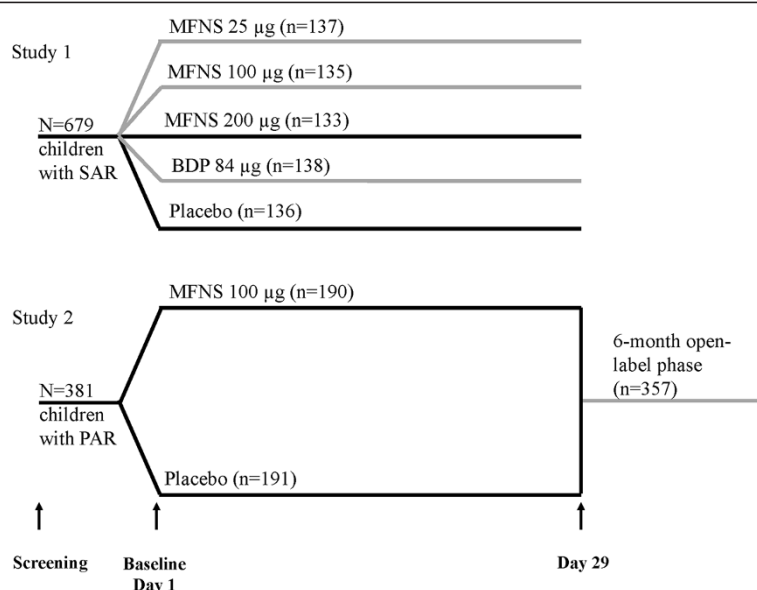 MFNS 25 µg (n=137)
Study 1
MFNS 100 µg (n=135)
N=679
children
with SAR
MFNS 200 µg (n=133)
BDP 84 µg (n=138)
Placebo (n=136)
MFNS 100 µg (n=190)
Study 2
6-month open-
label phase
(n=357)
N=381
children
with PAR
Placebo (n=191)
Screening
Baseline
Day 1
Day 29